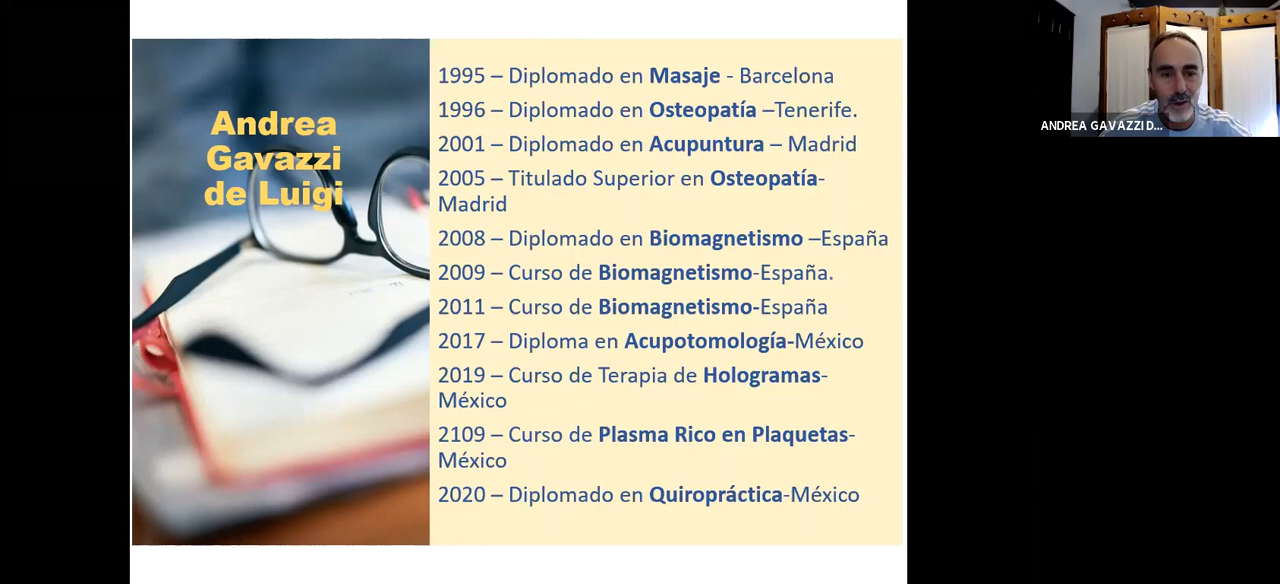 Andrea
Gavazzi
de Luigi
1995 – Diplomado en Masaje - Barcelona
1996 – Diplomado en Osteopatía –Tenerife.
2001 – Diplomado en Acupuntura – Madrid
2005 – Titulado Superior en Osteopatía-
Madrid
2008 – Diplomado en Biomagnetismo –España
2009 – Curso de Biomagnetismo-España.
2011 – Curso de Biomagnetismo-España
2017 – Diploma en Acupotomología-México
2019 – Curso de Terapia de Hologramas-
México
2109 – Curso de Plasma Rico en Plaquetas-
México
2020 – Diplomado en Quiropráctica-México
ANDREA GAVAZZI D...